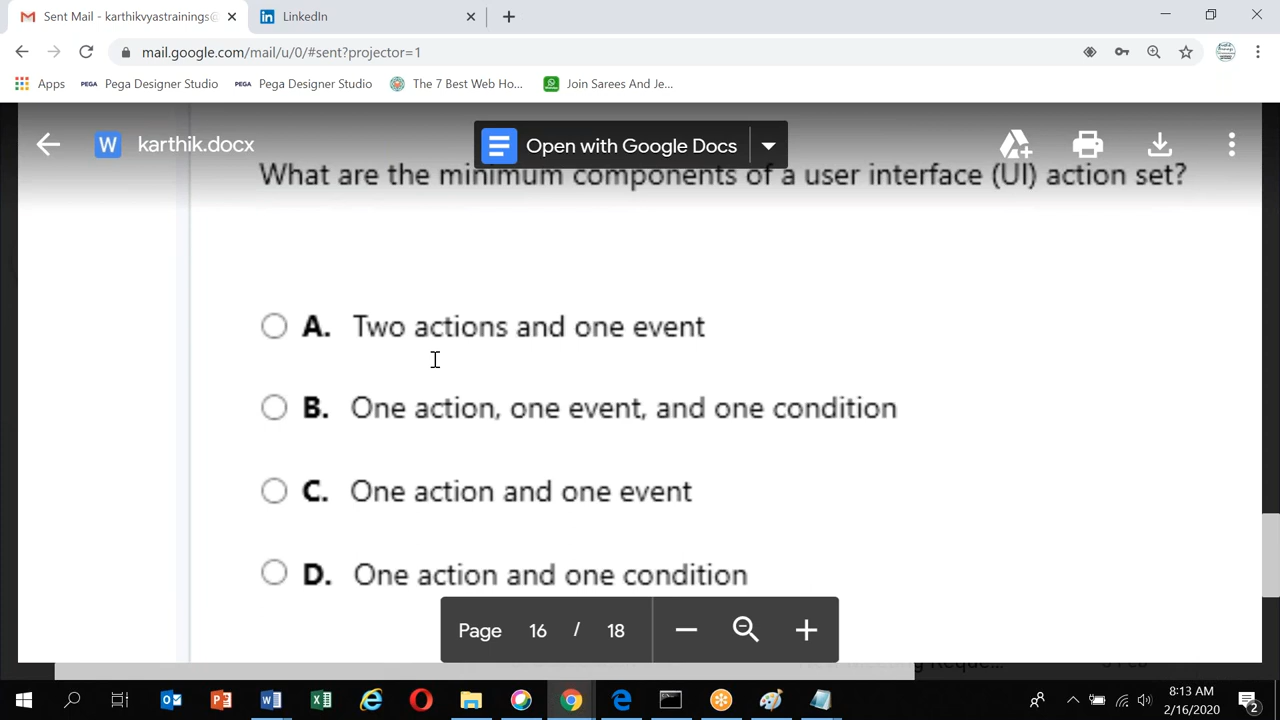 Sent Mail - karthikvyastrainings@
LinkedIn
mail.google.com/mail/u/0/#sent?projector=1
Apps
PEGA Pega Designer Studio
PEGA Pega Designer Studio
The 7 Best Web Ho...
Join Sarees And Je...
W karthik.docx
Open with Google Docs
What are the minimum components of a user interface (UI) action set?
A. Two actions and one event
B. One action, one event, and one condition
C. One action and one event
D. One action and one condition
Page 16 / 18
8:13 AM
2/16/2020
2